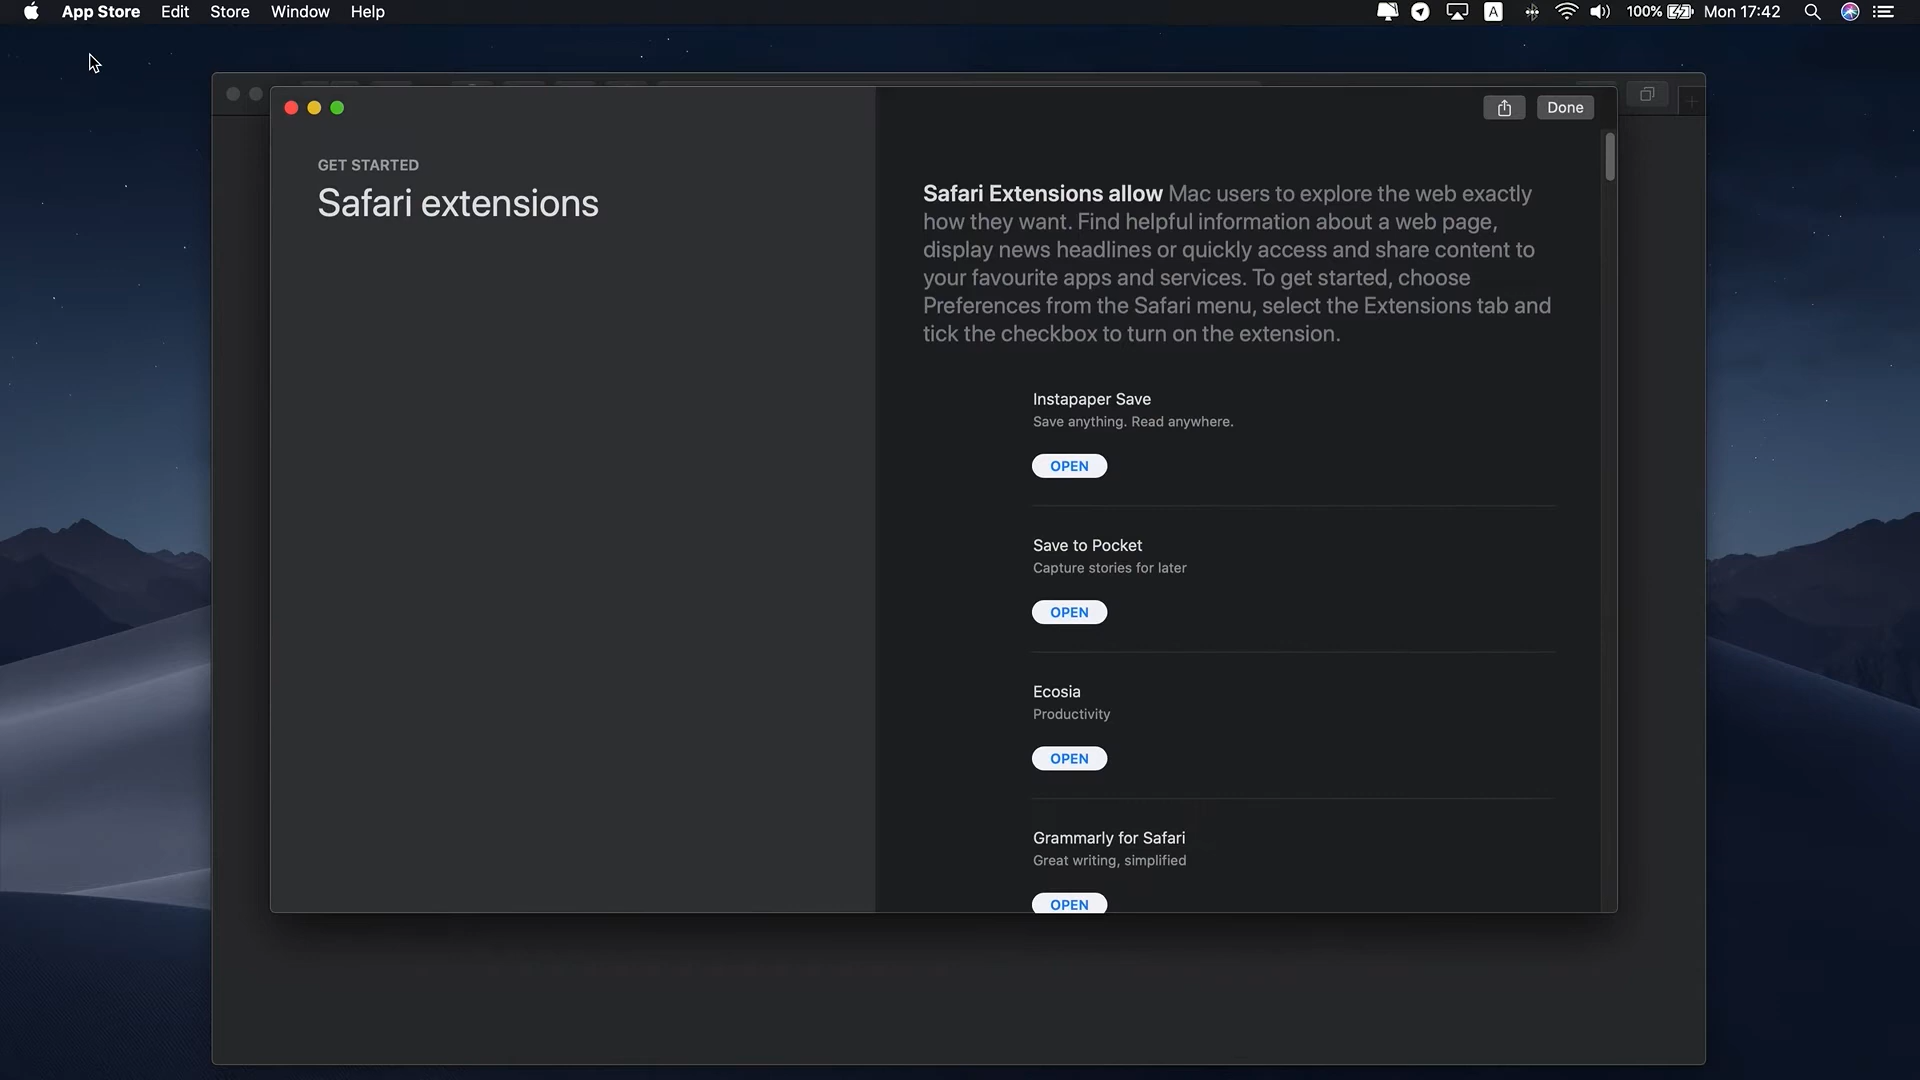 App Store Edit Store Window Help A 100% Mon 17:42
Done
GET STARTED
Safari extensions
Safari Extensions allow Mac users to explore the web exactly
how they want. Find helpful information about a web page,
display news headlines or quickly access and share content to
your favourite apps and services. To get started, choose
Preferences from the Safari menu, select the Extensions tab and
tick the checkbox to turn on the extension.
Instapaper Save
Save anything. Read anywhere.
OPEN
Save to Pocket
Capture stories for later
OPEN
Ecosia
Productivity
OPEN
Grammarly for Safari
Great writing, simplified
OPEN